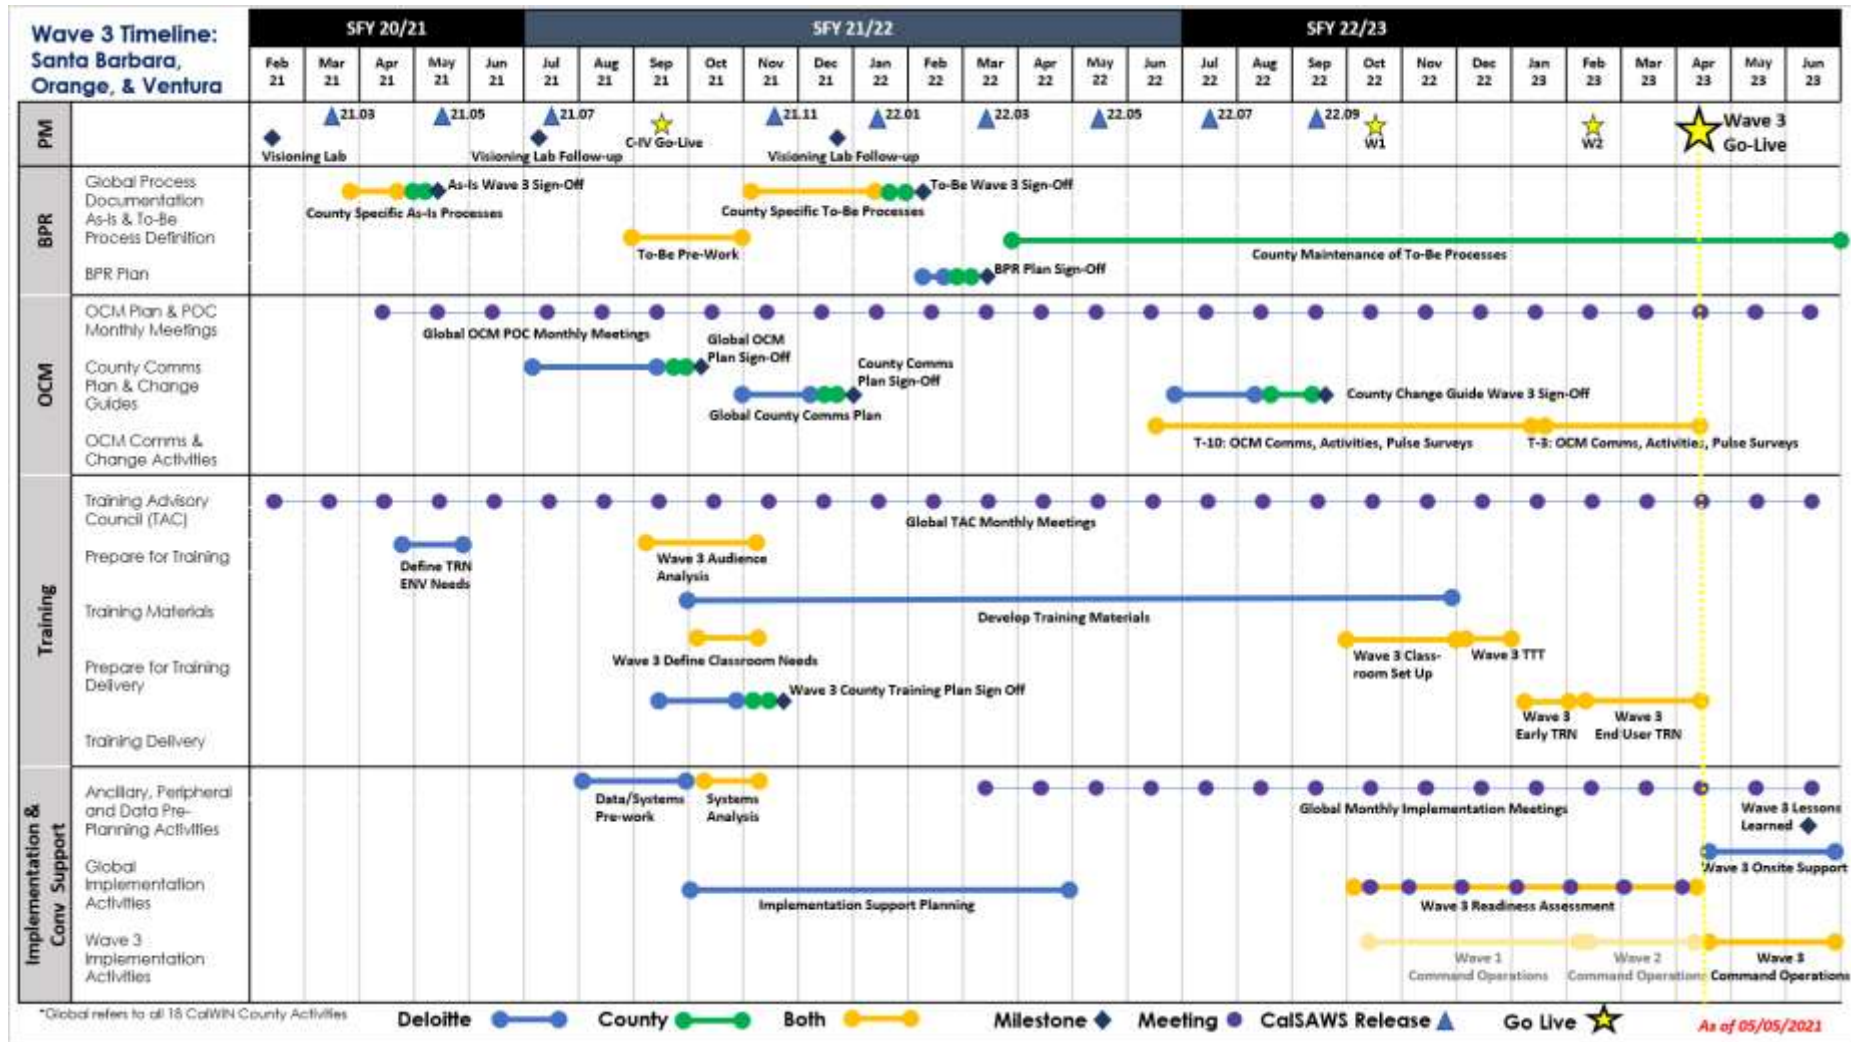 Wave 3 Timeline:
Santa Barbara,
Orange, & Ventura
SFY 20/21
SFY 21/22
SFY 22/23
Feb 21
Mar 21
Apr 21
May 21
Jun 21
Jul 21
Aug 21
Sep 21
Oct 21
Nov 21
Dec 21
Jan 22
Feb 22
Mar 22
Apr 22
May 22
Jun 22
Jul 22
Aug 22
Sep 22
Oct 22
Nov 22
Dec 22
Jan 23
Feb 23
Mar 23
Apr 23
May 23
Jun 23
PM
21.03
21.05
21.07
21.11
22.01
22.03
22.05
22.07
22.09
Visioning Lab
Visioning Lab Follow-up
C-IV Go-Live
Visioning Lab Follow-up
W1
W2
Wave 3
Go-Live
BPR
Global Process
Documentation
As-Is & To-Be
Process Definition
BPR Plan
As-Is Wave 3 Sign-Off
County Specific As-Is Processes
To-Be Wave 3 Sign-Off
County Specific To-Be Processes
To-Be Pre-Work
County Maintenance of To-Be Processes
BPR Plan Sign-Off
OCM
OCM Plan & POC
Monthly Meetings
County Comms
Plan & Change
Guides
OCM Comms &
Change Activities
Global OCM POC Monthly Meetings
Global OCM
Plan Sign-Off
County Comms
Plan Sign-Off
Global County Comms Plan
County Change Guide Wave 3 Sign-Off
T-10: OCM Comms, Activities, Pulse Surveys
T-3: OCM Comms, Activities, Pulse Surveys
Training
Training Advisory
Council (TAC)
Prepare for Training
Training Materials
Prepare for Training
Delivery
Training Delivery
Global TAC Monthly Meetings
Define TRN
ENV Needs
Wave 3 Audience
Analysis
Develop Training Materials
Wave 3 Define Classroom Needs
Wave 3 Class-
room Set Up
Wave 3 TTT
Wave 3 County Training Plan Sign Off
Wave 3
Early TRN
Wave 3
End User TRN
Implementation &
Conv Support
Ancillary, Peripheral
and Data Pre-
Planning Activities
Global
Implementation
Activities
Wave 3
Implementation
Activities
Data/Systems
Pre-work
Systems
Analysis
Global Monthly Implementation Meetings
Wave 3 Lessons
Learned
Wave 3 Onsite Support
Implementation Support Planning
Wave 3 Readiness Assessment
Wave 1
Command Operations
Wave 2
Command Operations
Wave 3
Command Operations
*Global refers to all 18 CalWIN County Activities
Deloitte
County
Both
Milestone
Meeting
CalSAWS Release
Go Live
As of 05/05/2021